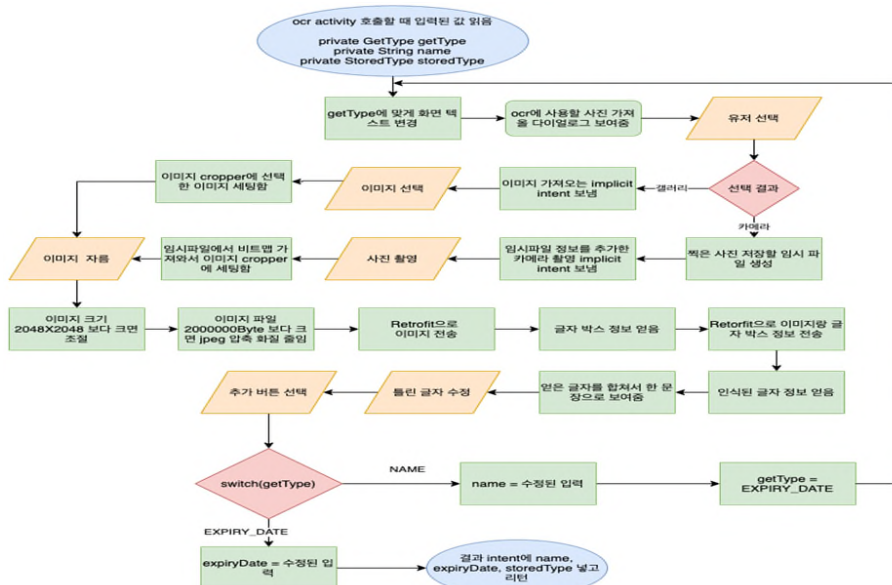 ocr activity 호출할 때 입력된 값 읽음
private GetType getType
private String name
private StoredType storedType
getType에 맞게 화면 텍
스트 변경
ocr에 사용할 사진 가져
올 다이얼로그 보여줌
유저 선택
이미지 cropper에 선택
한 이미지 세팅함
이미지 선택
이미지 가져오는 implicit
intent 보냄
갤러리
선택 결과
카메라
이미지 자름
임시파일에서 비트맵 가
져와서 이미지 cropper
에 세팅함
사진 촬영
임시파일 정보를 추가한
카메라 촬영 implicit
intent 보냄
찍은 사진 저장할 임시 파
일 생성
이미지 크기
2048X2048 보다 크면
조절
이미지 파일
2000000Byte 보다 크
면 jpeg 압축 화질 줄임
Retrofit으로
이미지 전송
글자 박스 정보 얻음
Retorfit으로 이미지랑 글
자 박스 정보 전송
추가 버튼 선택
틀린 글자 수정
얻은 글자를 합쳐서 한 문
장으로 보여줌
인식된 글자 정보 얻음
switch(getType)
NAME
name = 수정된 입력
getType =
EXPIRY_DATE
EXPIRY_DATE
expiryDate = 수정된 입
력
결과 intent에 name,
expiryDate, storedType 넣고
리턴